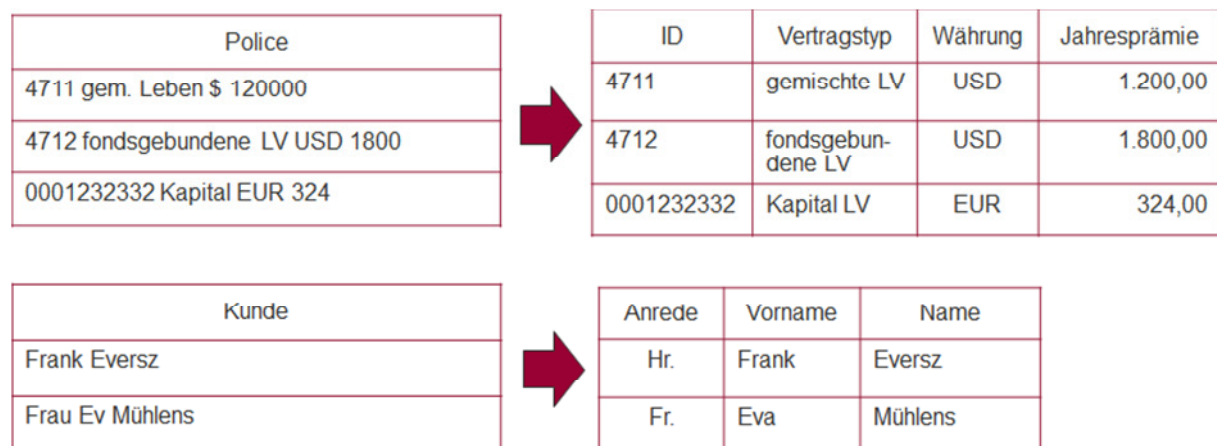 Police
4711 gem. Leben $ 120000
4712 fondsgebundene LV USD 1800
0001232332 Kapital EUR 324
ID Vertragstyp Währung Jahresprämie
4711 gemischte LV USD 1.200,00
4712 fondsgebun- USD 1.800,00
dene LV
0001232332 Kapital LV EUR 324,00
Kunde
Frank Eversz
Frau Ev Mühlens
Anrede Vorname Name
Hr. Frank Eversz
Fr. Eva Mühlens